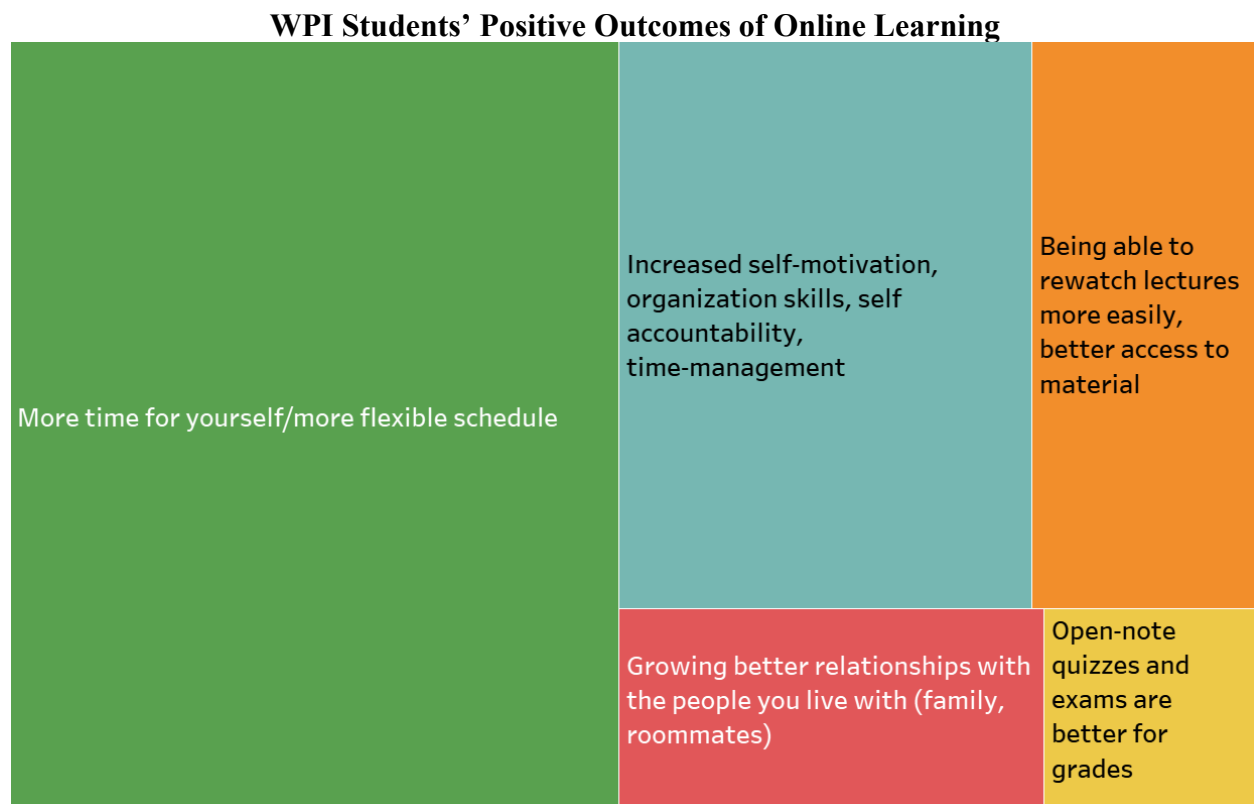 WPI Students’ Positive Outcomes of Online Learning
More time for yourself/more flexible schedule
Increased self-motivation,
organization skills, self
accountability,
time-management
Being able to
rewatch lectures
more easily,
better access to
material
Growing better relationships with
the people you live with (family,
roommates)
Open-note
quizzes and
exams are
better for
grades